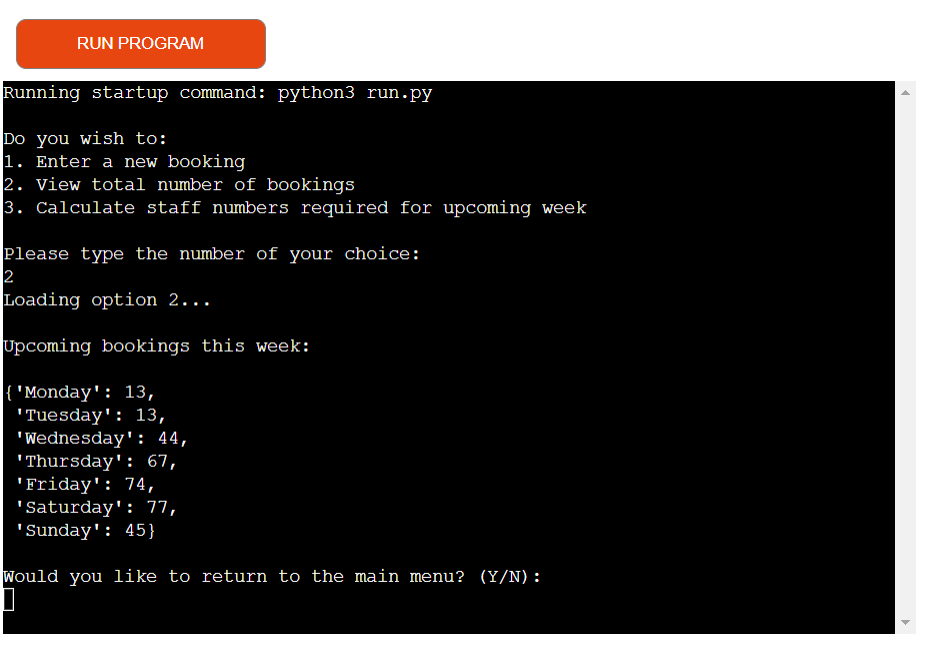 RUN PROGRAM
Running startup command: python3 run.py
Do you wish to:
1. Enter a new booking
2. View total number of bookings
3. Calculate staff numbers required for upcoming week
Please type the number of your choice:
2
Loading option 2...
Upcoming bookings this week:
{'Monday': 13,
 'Tuesday': 13,
 'Wednesday': 44,
 'Thursday': 67,
 'Friday': 74,
 'Saturday': 77,
 'Sunday': 45}
Would you like to return to the main menu? (Y/N):